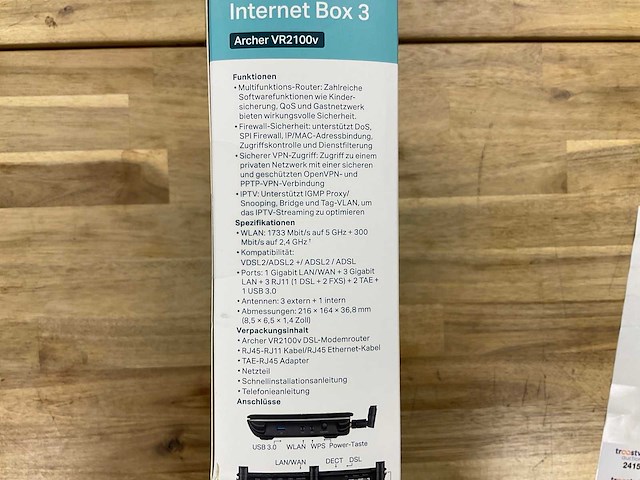 Internet Box 3
Archer VR2100v
Funktionen
• Multifunktions-Router: Zahlreiche
Softwarefunktionen wie Kinder-
sicherung, QoS und Gastnetzwerk
bieten wirkungsvolle Sicherheit.
• Firewall-Sicherheit: unterstützt DoS,
SPI Firewall, IP/MAC-Adressbindung,
Zugriffskontrolle und Dienstfilterung
• Sicherer VPN-Zugriff: Zugriff zu einem
privaten Netzwerk mit einer sicheren
und geschützten OpenVPN- und
PPTP-VPN-Verbindung
• IPTV: Unterstützt IGMP Proxy/
Snooping, Bridge und Tag-VLAN, um
das IPTV-Streaming zu optimieren
Spezifikationen
• WLAN: 1733 Mbit/s auf 5 GHz + 300
Mbit/s auf 2,4 GHz ¹
• Kompatibilität:
VDSL2/ADSL2 +/ ADSL2 / ADSL
• Ports: 1 Gigabit LAN/WAN + 3 Gigabit
LAN + 3 RJ11 (1 DSL + 2 FXS) + 2 TAE +
1 USB 3.0
• Antennen: 3 extern + 1 intern
• Abmessungen: 216 × 164 × 36,8 mm
(8,5 × 6,5 × 1,4 Zoll)
Verpackungsinhalt
• Archer VR2100v DSL-Modemrouter
• RJ45-RJ11 Kabel/RJ45 Ethernet-Kabel
• TAE-RJ45 Adapter
• Netzteil
• Schnellinstallationsanleitung
• Telefonieanleitung
Anschlüsse
USB 3.0 WLAN WPS Power-Taste
LAN/WAN DECT DSL
2415